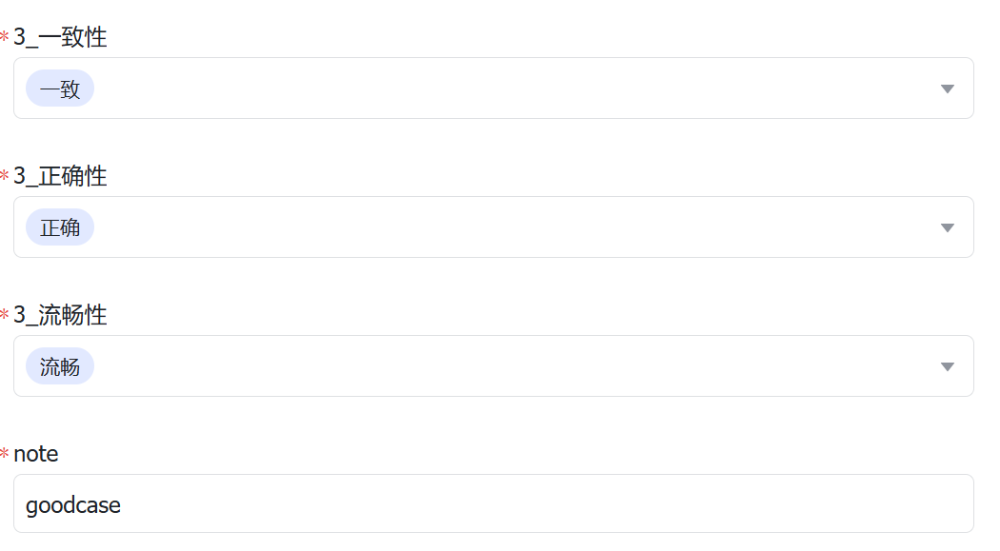 * 3_一致性
一致
* 3_正确性
正确
* 3_流畅性
流畅
* note
goodcase